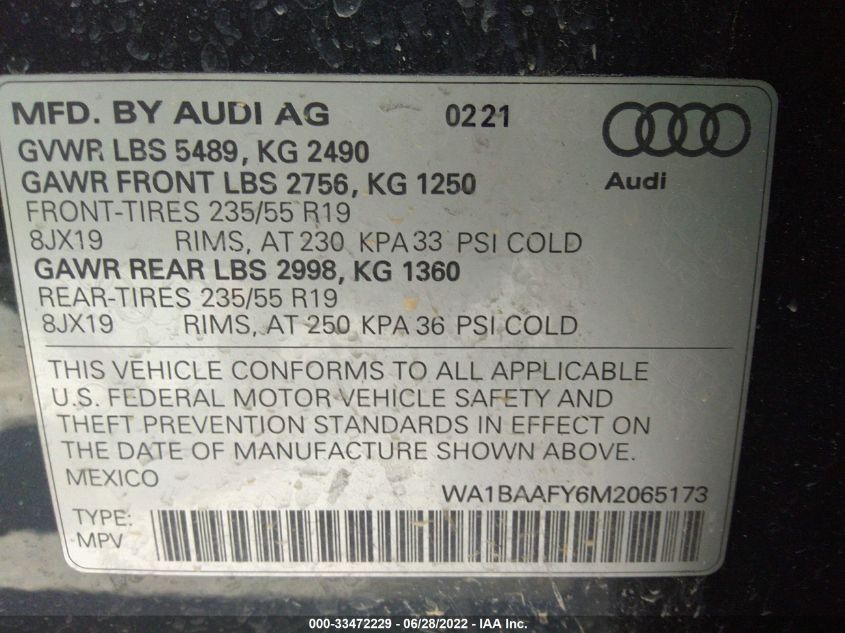 MFD. BY AUDI AG 0221
GVWR LBS 5489, KG 2490
GAWR FRONT LBS 2756, KG 1250
Audi
FRONT-TIRES 235/55 R19
8JX19 RIMS, AT 230 KPA 33 PSI COLD
GAWR REAR LBS 2998, KG 1360
REAR-TIRES 235/55 R19
8JX19 RIMS, AT 250 KPA 36 PSI COLD
THIS VEHICLE CONFORMS TO ALL APPLICABLE
U.S. FEDERAL MOTOR VEHICLE SAFETY AND
THEFT PREVENTION STANDARDS IN EFFECT ON
THE DATE OF MANUFACTURE SHOWN ABOVE.
MEXICO
WA1BAAFY6M2065173
TYPE:
MPV
000-33472229 - 06/28/2022 - IAA Inc.